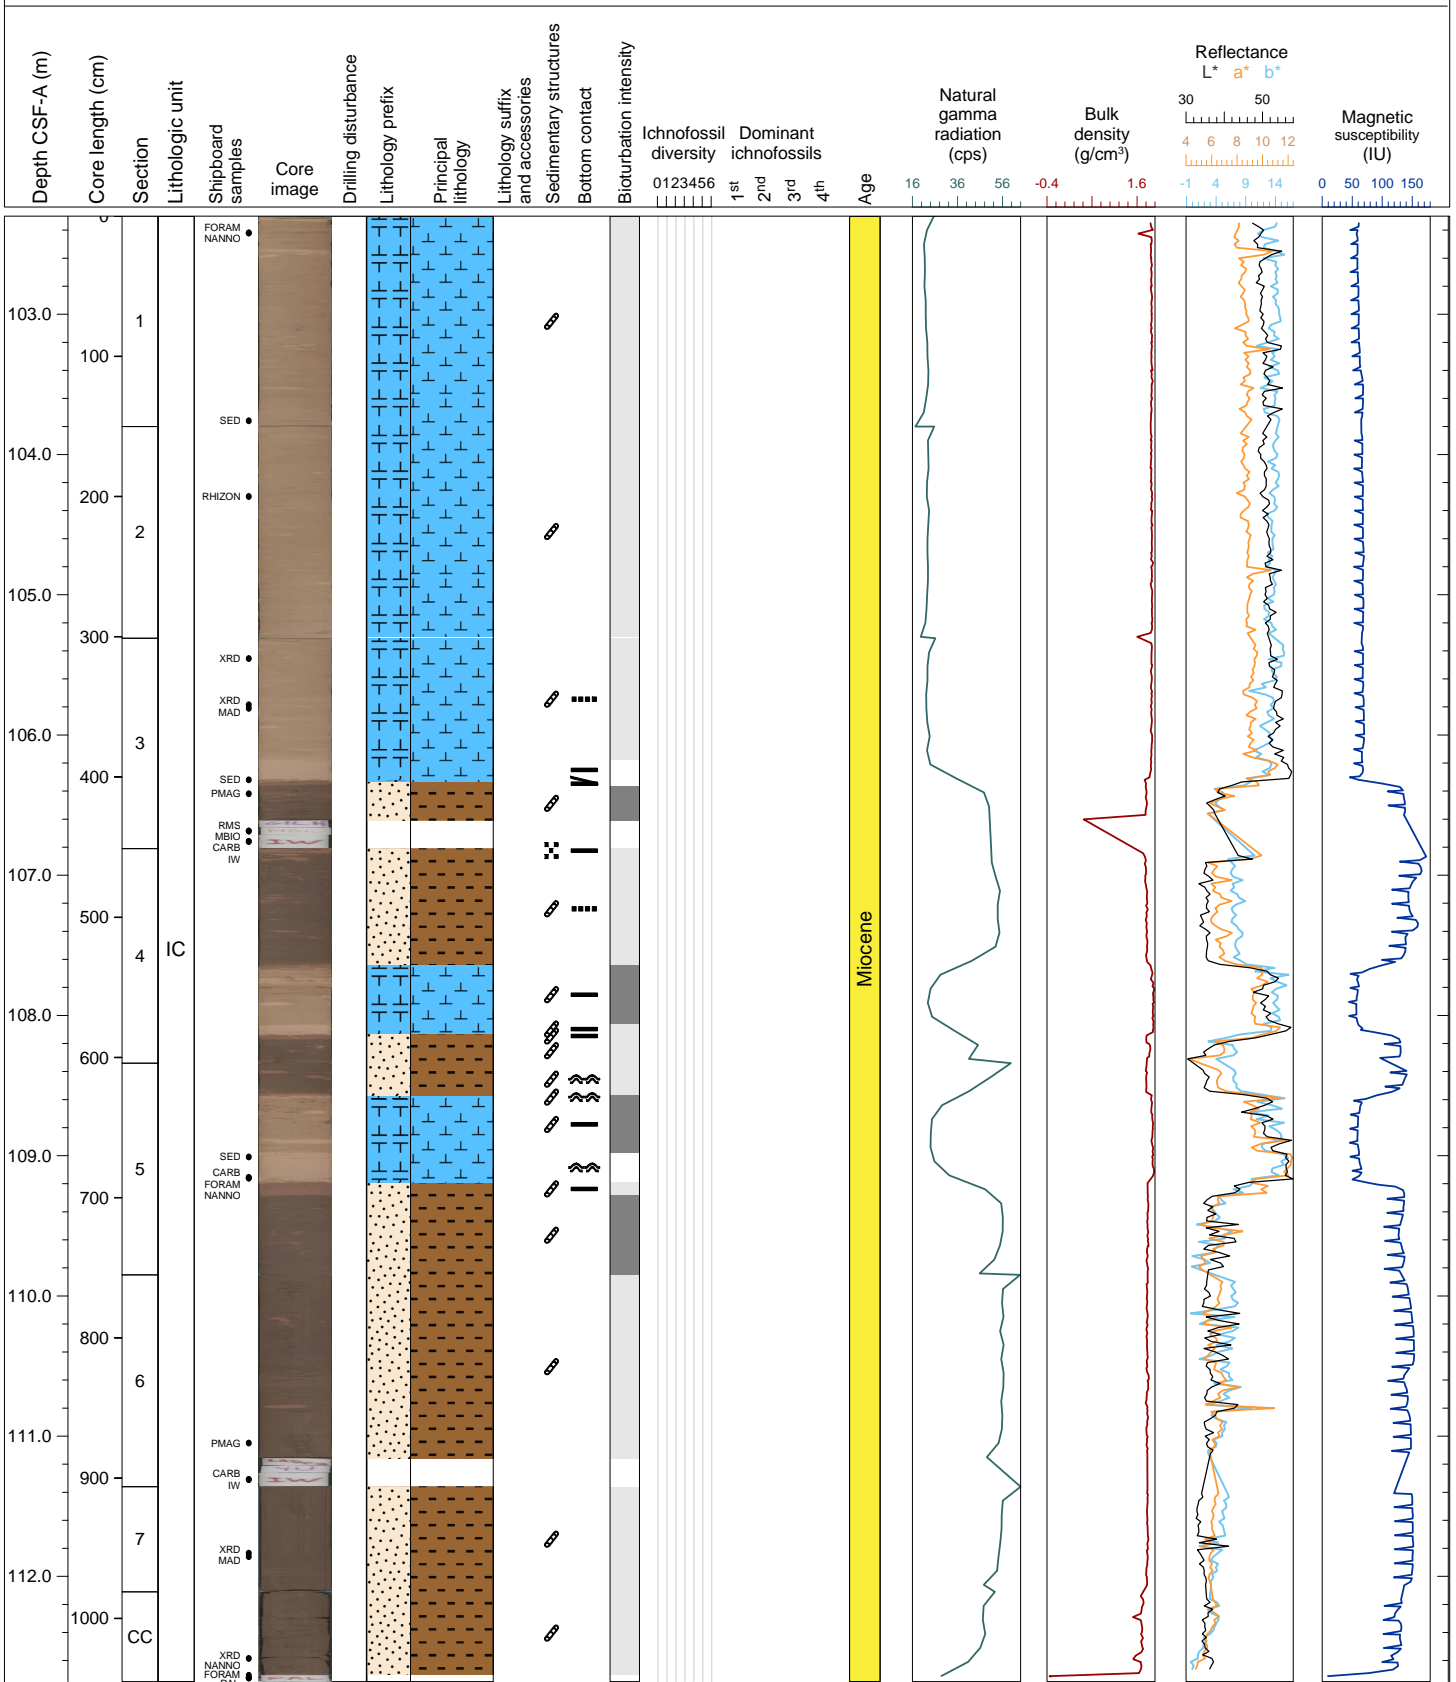 Depth CSF-A (m)
Core length (cm)
Section
Lithologic unit
Shipboard
samples
Core
image
Drilling disturbance
Lithology prefix
Principal
lithology
Lithology suffix
and accessories
Sedimentary structures
Bottom contact
Bioturbation intensity
Ichnofossil
diversity
0123456
Dominant
ichnofossils
1st 2nd 3rd 4th
Age
Natural
gamma
radiation
(cps)
16 36 56
Bulk
density
(g/cm³)
-0.4 1.6
Reflectance
L* a* b*
30 50
4 6 8 10 12
-1 4 9 14
Magnetic
susceptibility
(IU)
0 50 100 150
0
FORAM
NANNO
103.0
1
100
SED
104.0
RHIZON
200
2
105.0
300
XRD
XRD
MAD
106.0
3
400
SED
PMAG
RMS
MBIO
CARB
IW
IW
107.0
500
4
IC
Miocene
108.0
600
109.0
5
SED
CARB
FORAM
NANNO
700
110.0
800
6
111.0
PMAG
900
CARB
IW
IW
7
XRD
MAD
112.0
1000
CC
XRD
NANNO
FORAM
PAL